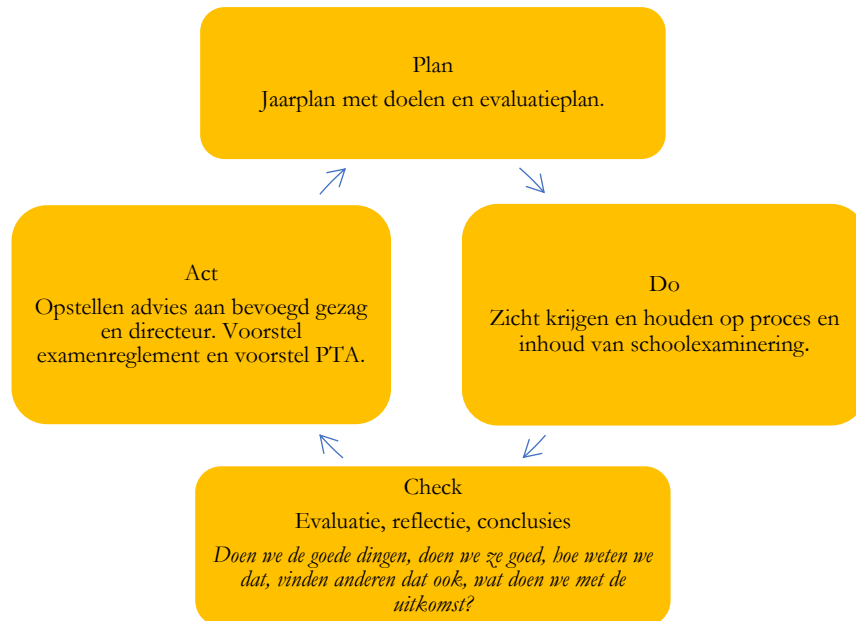 Plan
Jaarplan met doelen en evaluatieplan.
Act
Opstellen advies aan bevoegd gezag
en directeur. Voorstel
examenreglement en voorstel PTA.
Do
Zicht krijgen en houden op proces en
inhoud van schoolexaminering.
Check
Evaluatie, reflectie, conclusies
Doen we de goede dingen, doen we ze goed, hoe weten we
dat, vinden anderen dat ook, wat doen we met de
uitkomst?